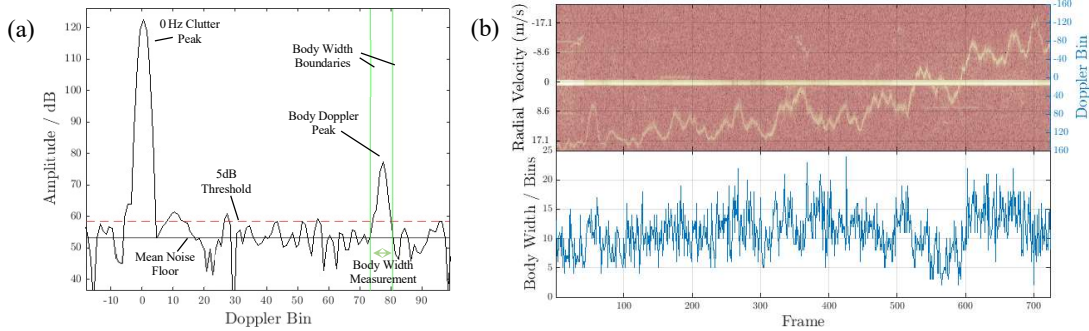 (a)
120
110
100
90
80
70
60
50
40
Amplitude / dB
0 Hz Clutter
Peak
Body Width
Boundaries
Body Doppler
Peak
5dB
Threshold
Mean Noise
Floor
Body Width
Measurement
-10 0 10 20 30 40 50 60 70 80 90
Doppler Bin
(b)
Radial Velocity (m/s)
-17.1
-8.6
0
8.6
17.1
-160
-120
-80
-40
0
40
80
120
160
Doppler Bin
25
20
15
10
5
0
Body Width / Bins
100 200 300 400 500 600 700
Frame